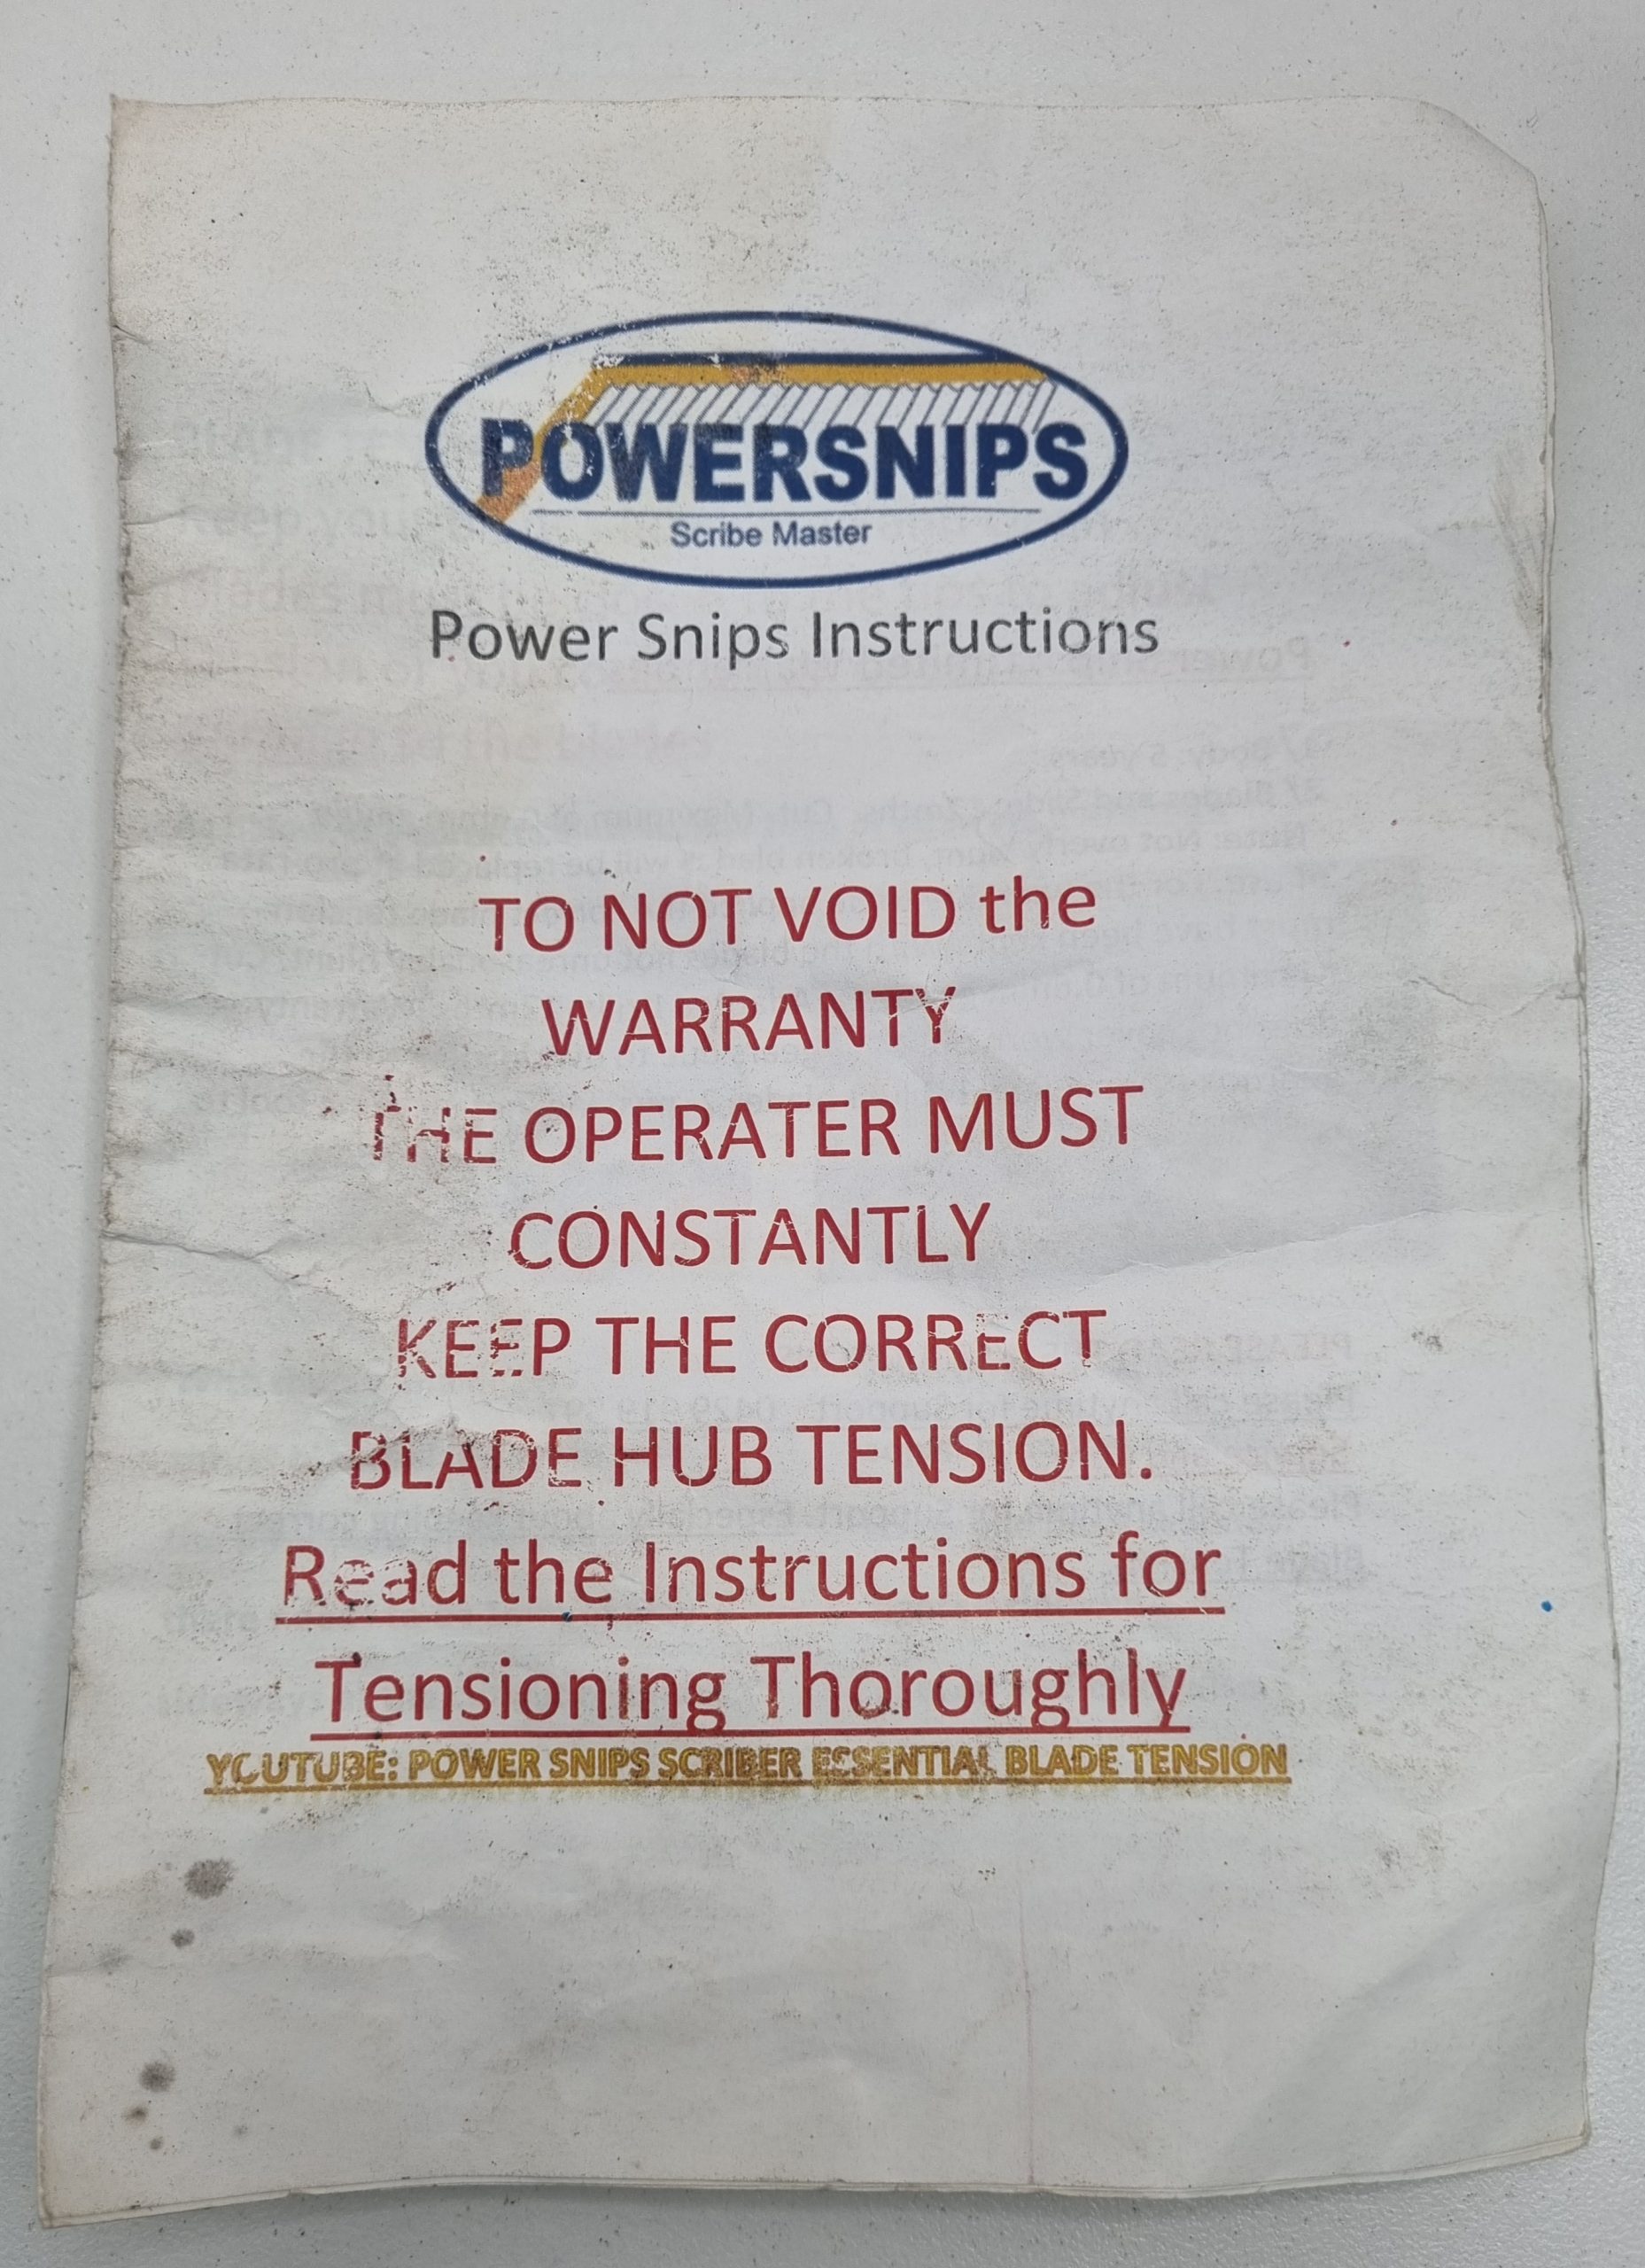 POWERSNIPS
Scribe Master
Power Snips Instructions
TO NOT VOID the
WARRANTY
THE OPERATER MUST
CONSTANTLY
KEEP THE CORRECT
BLADE HUB TENSION.
Read the Instructions for
Tensioning Thoroughly
YOUTUBE: POWER SNIPS SCRIBER ESSENTIAL BLADE TENSION